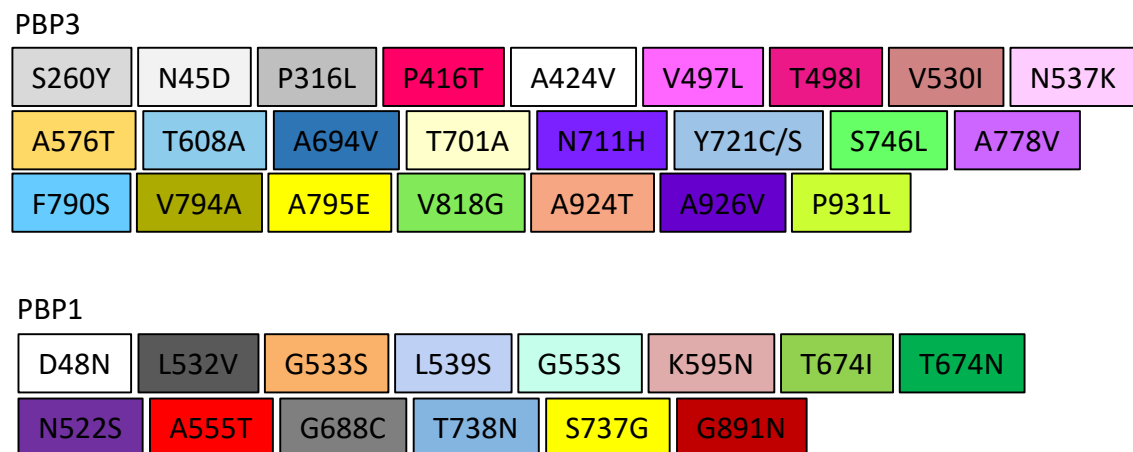 PBP3
S260Y N45D P316L P416T A424V V497L T498I V530I N537K
A576T T608A A694V T701A N711H Y721C/S S746L A778V
F790S V794A A795E V818G A924T A926V P931L
PBP1
D48N L532V G533S L539S G553S K595N T674I T674N
N522S A555T G688C T738N S737G G891N